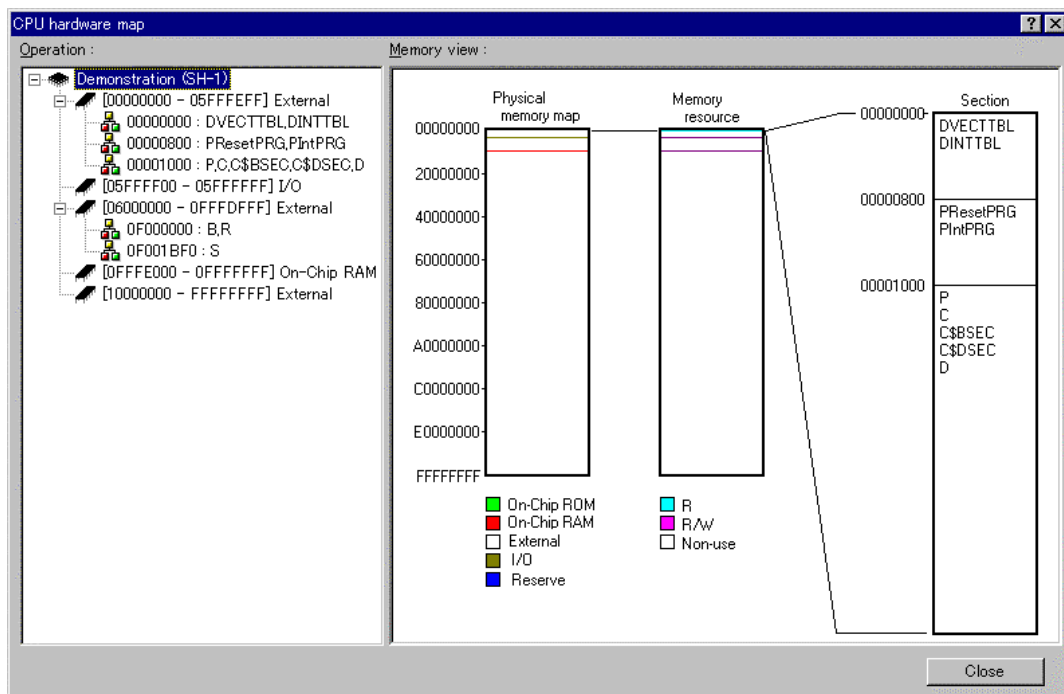 CPU hardware map
Operation :
Demonstration (SH-1)
[00000000 - 05FFFEFF] External
00000000 : DVECTTBL,DINTTBL
00000800 : PResetPRG,PIntPRG
00001000 : P,C,C$BSEC,C$DSEC,D
[05FFFF00 - 05FFFFFF] I/O
[06000000 - 0FFFDFFF] External
0F000000 : B,R
0F001BF0 : S
[0FFFE000 - 0FFFFFFF] On-Chip RAM
[10000000 - FFFFFFFF] External
Memory view :
Physical
memory map
00000000
20000000
40000000
60000000
80000000
A0000000
C0000000
E0000000
FFFFFFFF
On-Chip ROM
On-Chip RAM
External
I/O
Reserve
Memory
resource
R
R/W
Non-use
Section
00000000
DVECTTBL
DINTTBL
00000800
PResetPRG
PIntPRG
00001000
P
C
C$BSEC
C$DSEC
D
Close